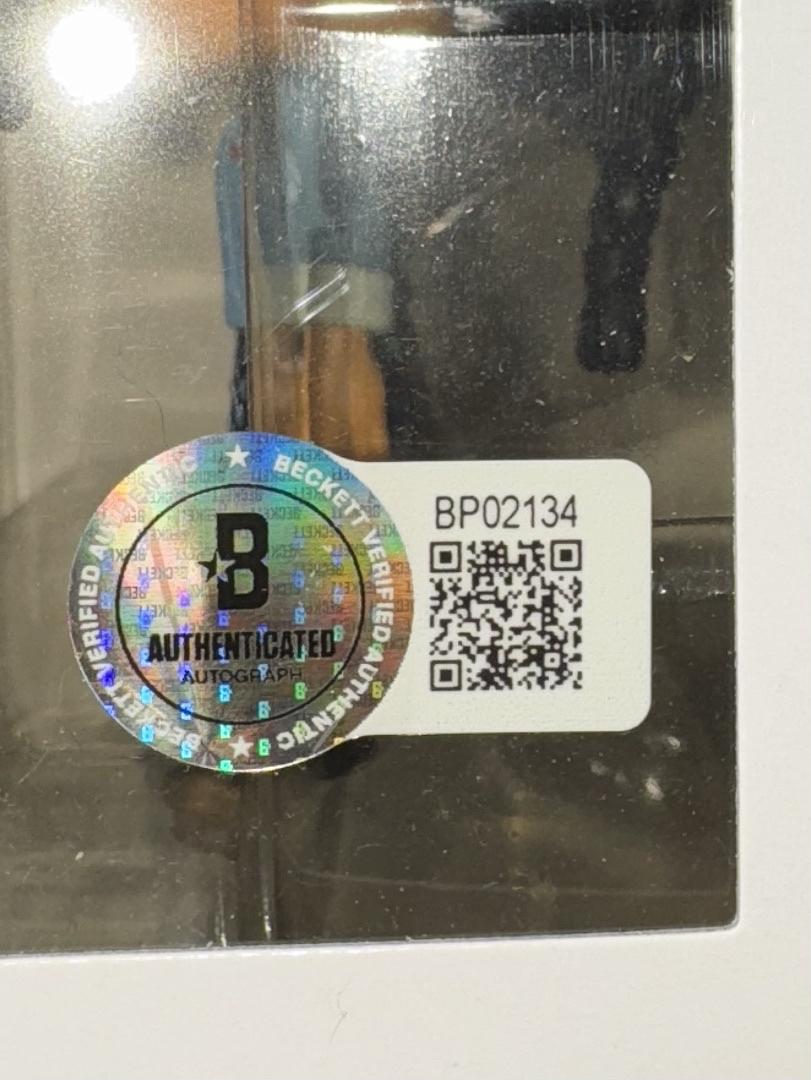 BECKETT VERIFIED AUTHENTIC
BECKETT VERIFIED AUTHENTIC
B
AUTHENTICATED
AUTOGRAPH
BP02134